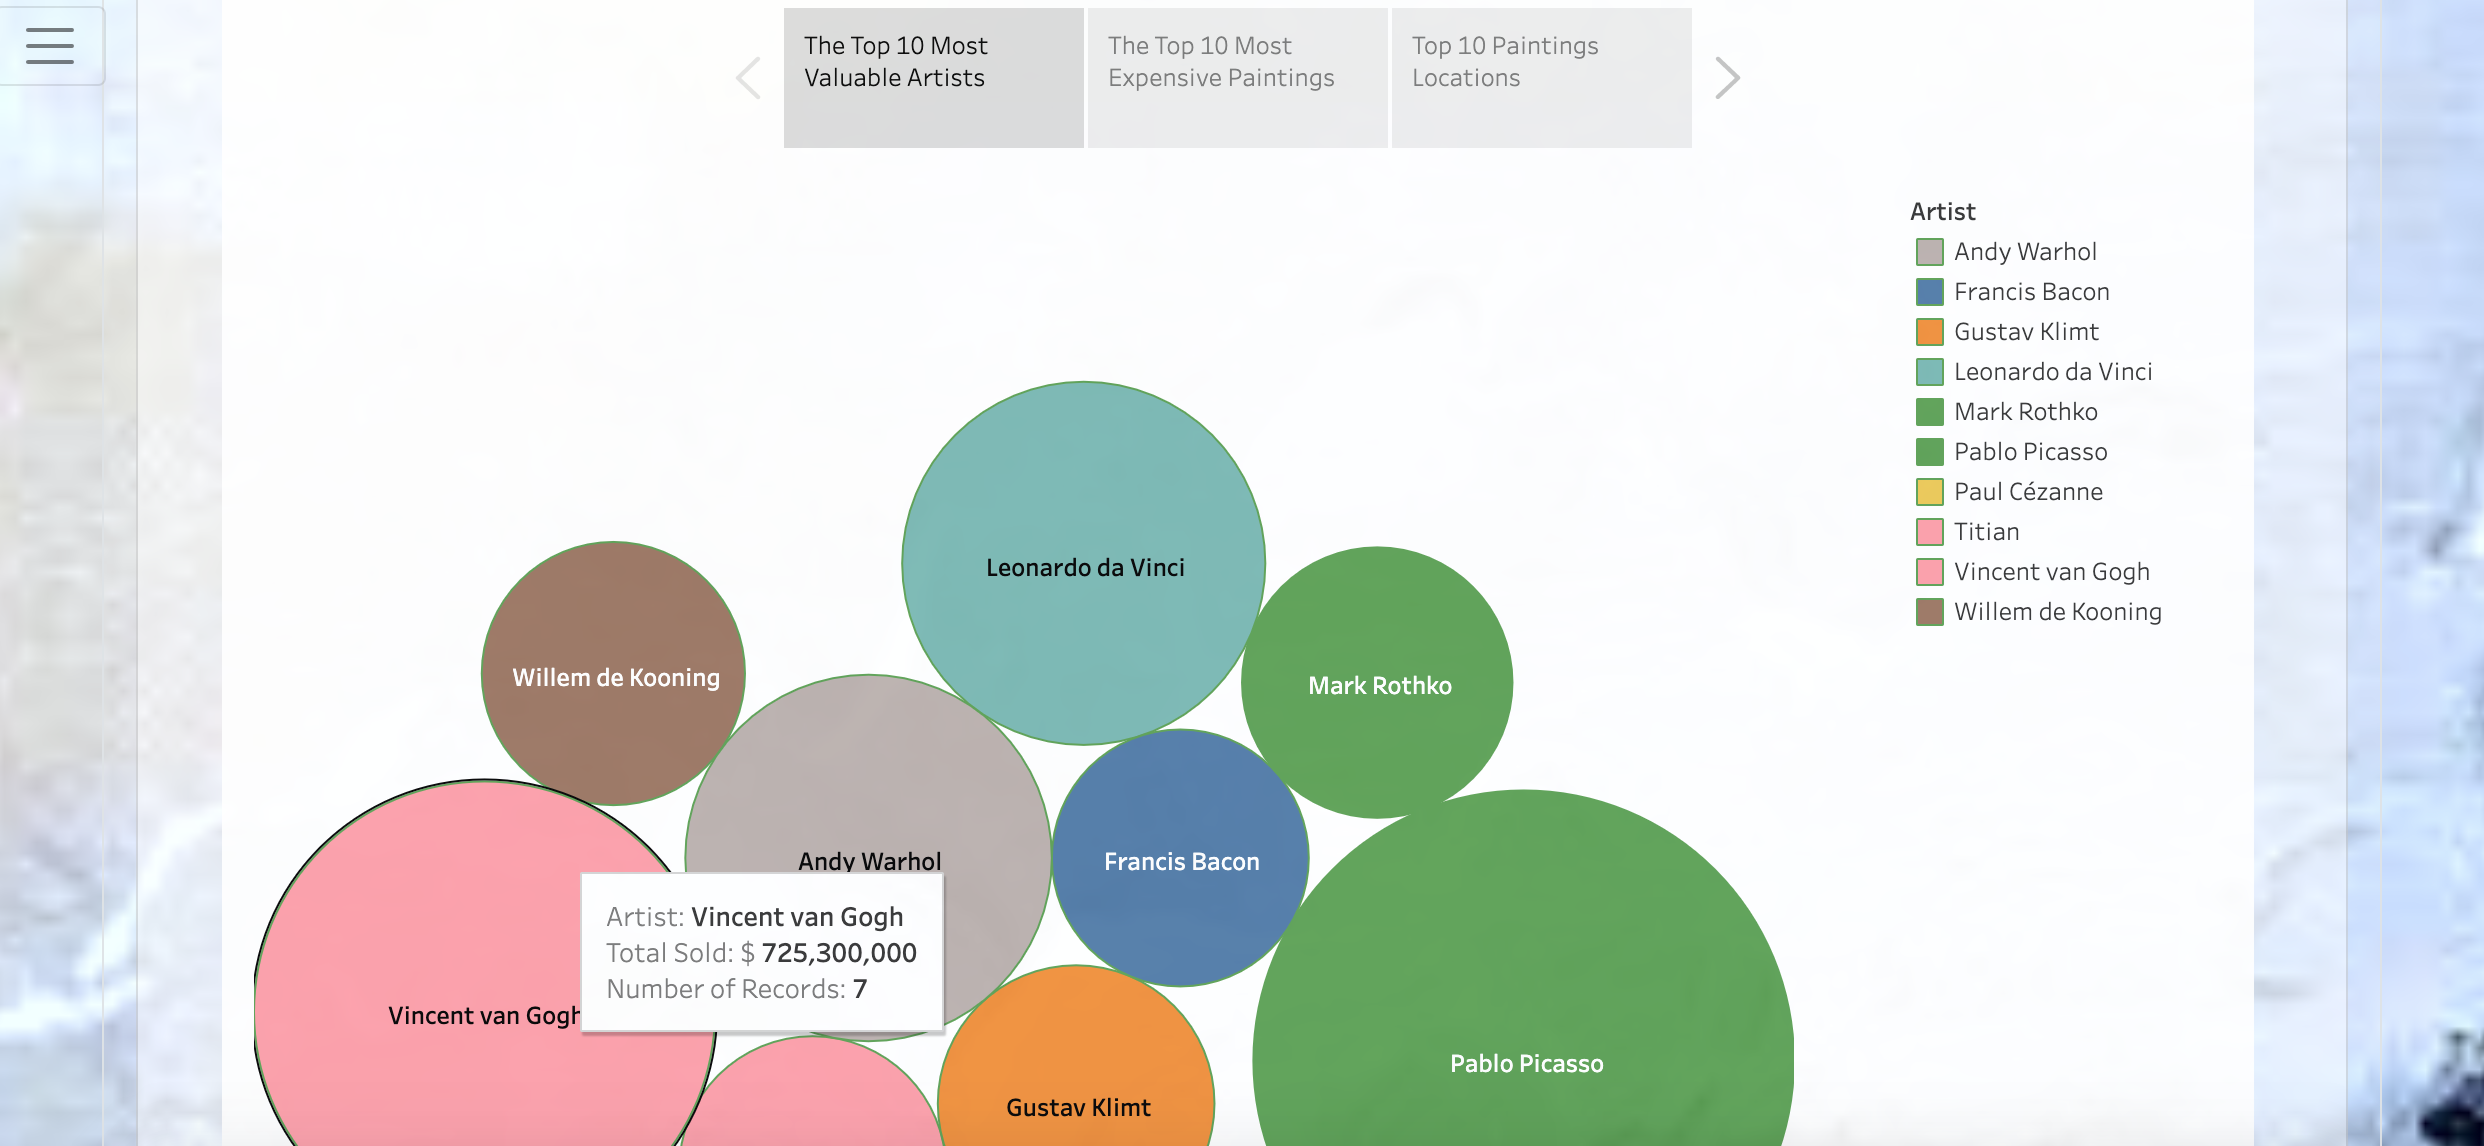 The Top 10 Most
Valuable Artists
The Top 10 Most
Expensive Paintings
Top 10 Paintings
Locations
Artist
Andy Warhol
Francis Bacon
Gustav Klimt
Leonardo da Vinci
Mark Rothko
Pablo Picasso
Paul Cézanne
Titian
Vincent van Gogh
Willem de Kooning
Leonardo da Vinci
Willem de Kooning
Mark Rothko
Andy Warhol
Francis Bacon
Artist: Vincent van Gogh
Total Sold: $ 725,300,000
Number of Records: 7
Vincent van Gogh
Pablo Picasso
Gustav Klimt